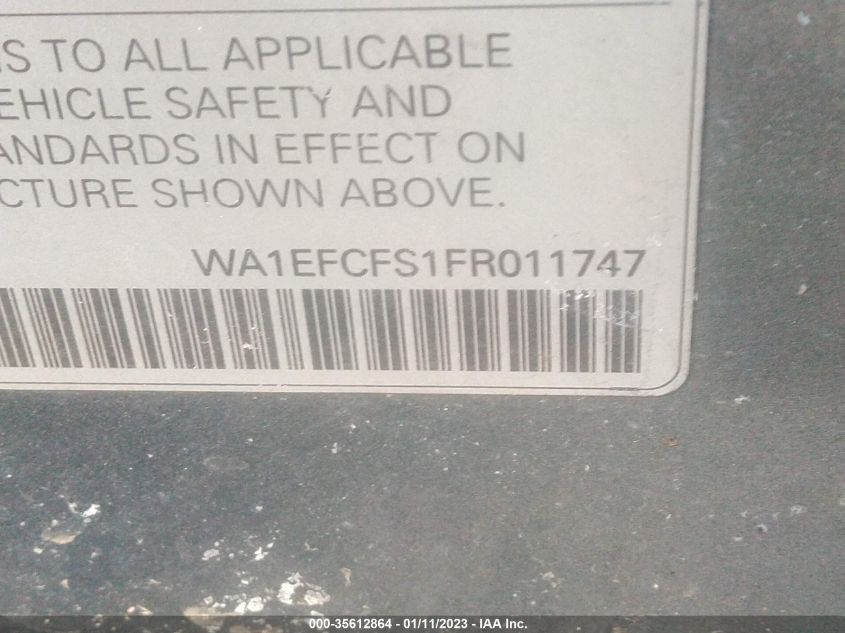 IS TO ALL APPLICABLE
EHICLE SAFETY AND
ANDARDS IN EFFECT ON
CTURE SHOWN ABOVE.
WA1EFCFS1FR011747
000-35612864 - 01/11/2023 - IAA Inc.